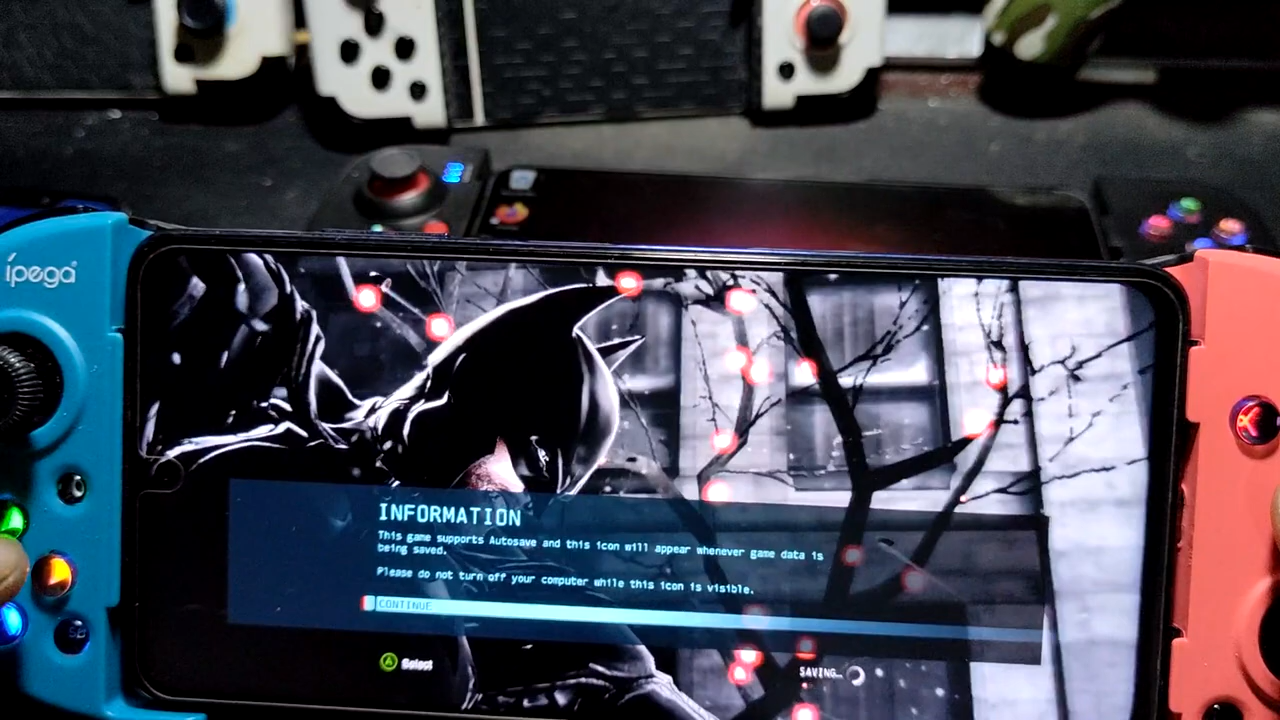 ipega
INFORMATION
This game supports Autosave and this icon will appear whenever game data is
being saved.
Please do not turn off your computer while this icon is visible.
CONTINUE
A Select
SAVING...